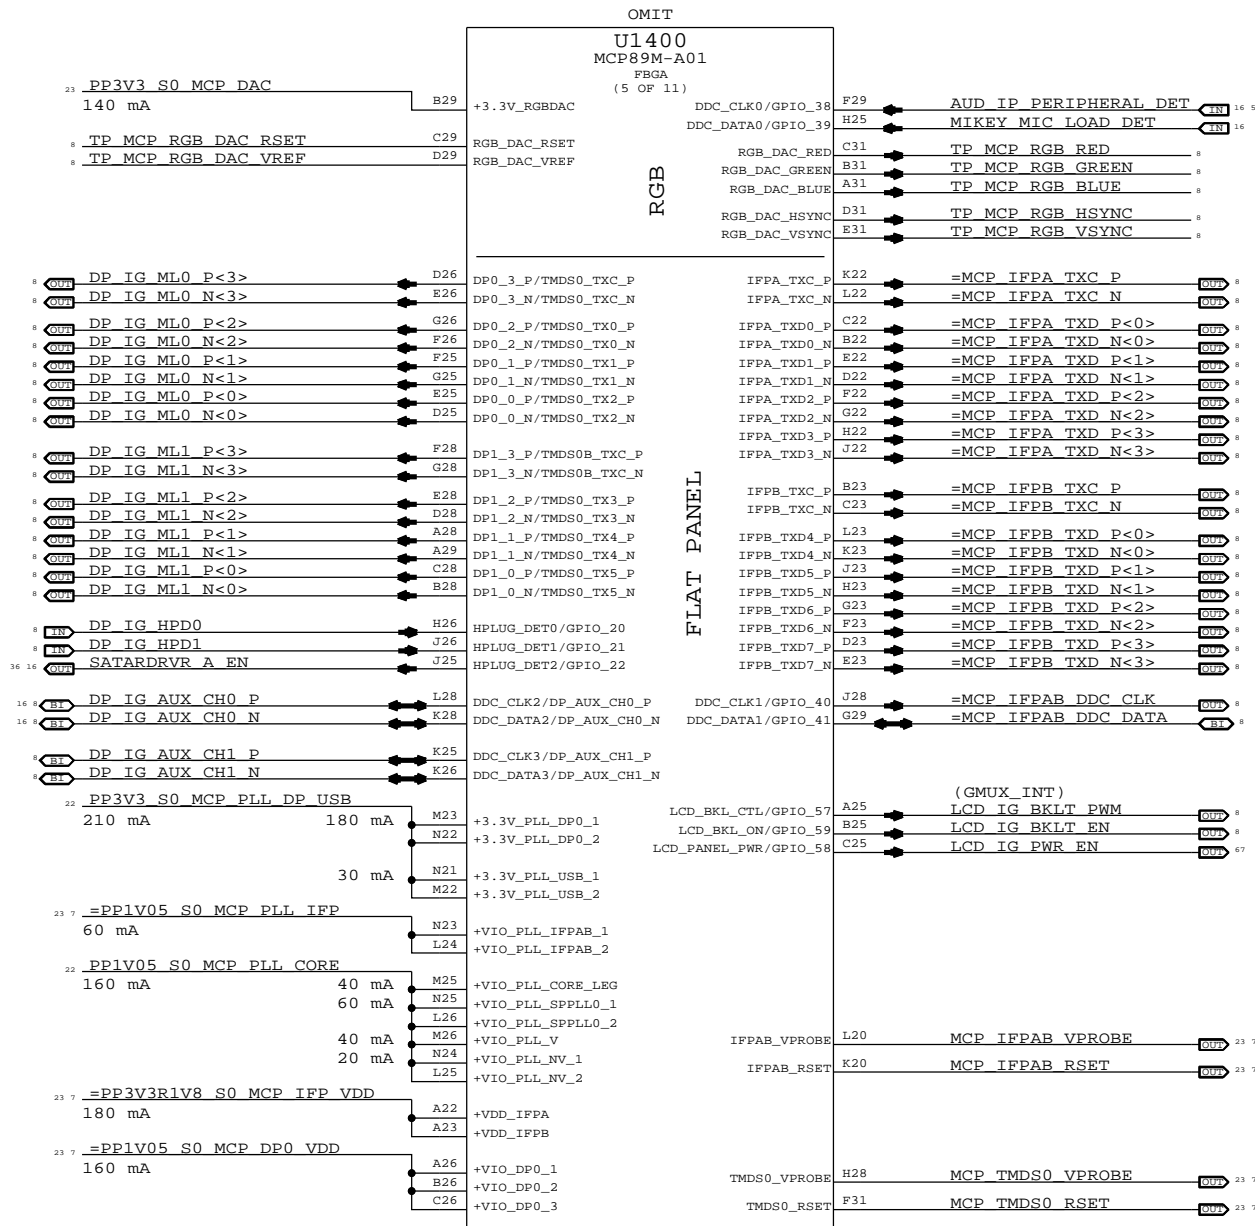 OMIT
U1400
MCP89M-A01
FBGA
(5 OF 11)
23 PP3V3_S0_MCP_DAC
140 mA
B29 +3.3V_RGBDAC
8 TP_MCP_RGB_DAC_RSET C29 RGB_DAC_RSET
8 TP_MCP_RGB_DAC_VREF D29 RGB_DAC_VREF
RGB
DDC_CLK0/GPIO_38 F29 AUD_IP_PERIPHERAL_DET IN 16 5
DDC_DATA0/GPIO_39 H25 MIKEY_MIC_LOAD_DET IN 16
RGB_DAC_RED C31 TP_MCP_RGB_RED 8
RGB_DAC_GREEN B31 TP_MCP_RGB_GREEN 8
RGB_DAC_BLUE A31 TP_MCP_RGB_BLUE 8
RGB_DAC_HSYNC D31 TP_MCP_RGB_HSYNC 8
RGB_DAC_VSYNC E31 TP_MCP_RGB_VSYNC 8
8 OUT DP_IG_ML0_P<3> D26 DP0_3_P/TMDS0_TXC_P
8 OUT DP_IG_ML0_N<3> E26 DP0_3_N/TMDS0_TXC_N
8 OUT DP_IG_ML0_P<2> G26 DP0_2_P/TMDS0_TX0_P
8 OUT DP_IG_ML0_N<2> F26 DP0_2_N/TMDS0_TX0_N
8 OUT DP_IG_ML0_P<1> F25 DP0_1_P/TMDS0_TX1_P
8 OUT DP_IG_ML0_N<1> G25 DP0_1_N/TMDS0_TX1_N
8 OUT DP_IG_ML0_P<0> E25 DP0_0_P/TMDS0_TX2_P
8 OUT DP_IG_ML0_N<0> D25 DP0_0_N/TMDS0_TX2_N
8 OUT DP_IG_ML1_P<3> F28 DP1_3_P/TMDS0B_TXC_P
8 OUT DP_IG_ML1_N<3> G28 DP1_3_N/TMDS0B_TXC_N
8 OUT DP_IG_ML1_P<2> E28 DP1_2_P/TMDS0_TX3_P
8 OUT DP_IG_ML1_N<2> D28 DP1_2_N/TMDS0_TX3_N
8 OUT DP_IG_ML1_P<1> A28 DP1_1_P/TMDS0_TX4_P
8 OUT DP_IG_ML1_N<1> A29 DP1_1_N/TMDS0_TX4_N
8 OUT DP_IG_ML1_P<0> C28 DP1_0_P/TMDS0_TX5_P
8 OUT DP_IG_ML1_N<0> B28 DP1_0_N/TMDS0_TX5_N
8 IN DP_IG_HPD0 H26 HPLUG_DET0/GPIO_20
8 IN DP_IG_HPD1 J26 HPLUG_DET1/GPIO_21
36 16 OUT SATARDRVR_A_EN J25 HPLUG_DET2/GPIO_22
16 8 BI DP_IG_AUX_CH0_P L28 DDC_CLK2/DP_AUX_CH0_P
16 8 BI DP_IG_AUX_CH0_N K28 DDC_DATA2/DP_AUX_CH0_N
8 BI DP_IG_AUX_CH1_P K25 DDC_CLK3/DP_AUX_CH1_P
8 BI DP_IG_AUX_CH1_N K26 DDC_DATA3/DP_AUX_CH1_N
FLAT PANEL
IFPA_TXC_P K22 =MCP_IFPA_TXC_P OUT 8
IFPA_TXC_N L22 =MCP_IFPA_TXC_N OUT 8
IFPA_TXD0_P C22 =MCP_IFPA_TXD_P<0> OUT 8
IFPA_TXD0_N B22 =MCP_IFPA_TXD_N<0> OUT 8
IFPA_TXD1_P E22 =MCP_IFPA_TXD_P<1> OUT 8
IFPA_TXD1_N D22 =MCP_IFPA_TXD_N<1> OUT 8
IFPA_TXD2_P F22 =MCP_IFPA_TXD_P<2> OUT 8
IFPA_TXD2_N G22 =MCP_IFPA_TXD_N<2> OUT 8
IFPA_TXD3_P H22 =MCP_IFPA_TXD_P<3> OUT 8
IFPA_TXD3_N J22 =MCP_IFPA_TXD_N<3> OUT 8
IFPB_TXC_P B23 =MCP_IFPB_TXC_P OUT 8
IFPB_TXC_N C23 =MCP_IFPB_TXC_N OUT 8
IFPB_TXD4_P L23 =MCP_IFPB_TXD_P<0> OUT 8
IFPB_TXD4_N K23 =MCP_IFPB_TXD_N<0> OUT 8
IFPB_TXD5_P J23 =MCP_IFPB_TXD_P<1> OUT 8
IFPB_TXD5_N H23 =MCP_IFPB_TXD_N<1> OUT 8
IFPB_TXD6_P G23 =MCP_IFPB_TXD_P<2> OUT 8
IFPB_TXD6_N F23 =MCP_IFPB_TXD_N<2> OUT 8
IFPB_TXD7_P D23 =MCP_IFPB_TXD_P<3> OUT 8
IFPB_TXD7_N E23 =MCP_IFPB_TXD_N<3> OUT 8
DDC_CLK1/GPIO_40 J28 =MCP_IFPAB_DDC_CLK OUT 8
DDC_DATA1/GPIO_41 G29 =MCP_IFPAB_DDC_DATA BI 8
(GMUX_INT)
LCD_BKL_CTL/GPIO_57 A25 LCD_IG_BKLT_PWM OUT 8
LCD_BKL_ON/GPIO_59 B25 LCD_IG_BKLT_EN OUT 8
LCD_PANEL_PWR/GPIO_58 C25 LCD_IG_PWR_EN OUT 67
22 PP3V3_S0_MCP_PLL_DP_USB
210 mA 180 mA M23 +3.3V_PLL_DP0_1
N22 +3.3V_PLL_DP0_2
30 mA N21 +3.3V_PLL_USB_1
M22 +3.3V_PLL_USB_2
23 7 =PP1V05_S0_MCP_PLL_IFP
60 mA N23 +VIO_PLL_IFPAB_1
L24 +VIO_PLL_IFPAB_2
22 PP1V05_S0_MCP_PLL_CORE
160 mA 40 mA M25 +VIO_PLL_CORE_LEG
60 mA N25 +VIO_PLL_SPPLL0_1
L26 +VIO_PLL_SPPLL0_2
40 mA M26 +VIO_PLL_V
20 mA N24 +VIO_PLL_NV_1
L25 +VIO_PLL_NV_2
23 7 =PP3V3R1V8_S0_MCP_IFP_VDD
180 mA A22 +VDD_IFPA
A23 +VDD_IFPB
23 7 =PP1V05_S0_MCP_DP0_VDD
160 mA A26 +VIO_DP0_1
B26 +VIO_DP0_2
C26 +VIO_DP0_3
IFPAB_VPROBE L20 MCP_IFPAB_VPROBE OUT 23 7
IFPAB_RSET K20 MCP_IFPAB_RSET OUT 23 7
TMDS0_VPROBE H28 MCP_TMDS0_VPROBE OUT 23 7
TMDS0_RSET F31 MCP_TMDS0_RSET OUT 23 7